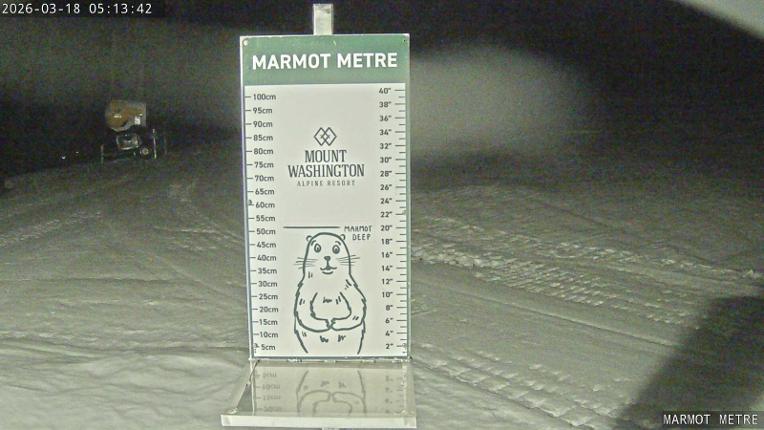 2026-03-18 05:13:42
MARMOT METRE
100cm
95cm
90cm
85cm
80cm
75cm
70cm
65cm
60cm
55cm
50cm
45cm
40cm
35cm
30cm
25cm
20cm
15cm
10cm
5cm
40"
38"
36"
34"
32"
30"
28"
26"
24"
22"
20"
18"
16"
14"
12"
10"
8"
6"
4"
2"
MOUNT
WASHINGTON
ALPINE RESORT
MARMOT
DEEP
MARMOT METRE